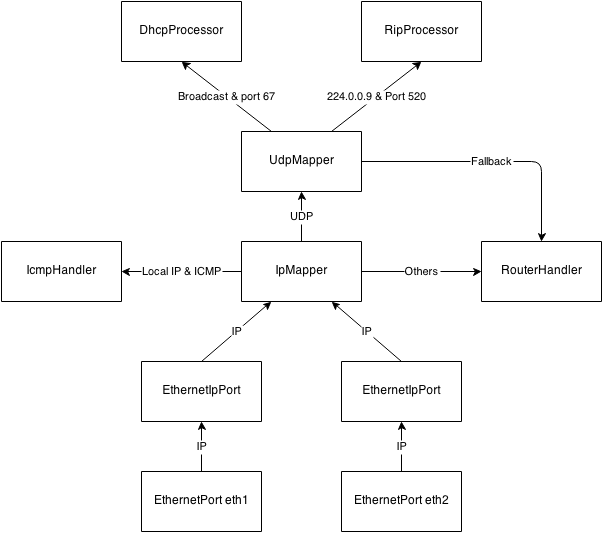 DhcpProcessor
RipProcessor
Broadcast & port 67
224.0.0.9 & Port 520
UdpMapper
Fallback
UDP
IcmpHandler
Local IP & ICMP
IpMapper
Others
RouterHandler
IP
IP
EthernetIpPort
EthernetIpPort
IP
IP
EthernetPort eth1
EthernetPort eth2